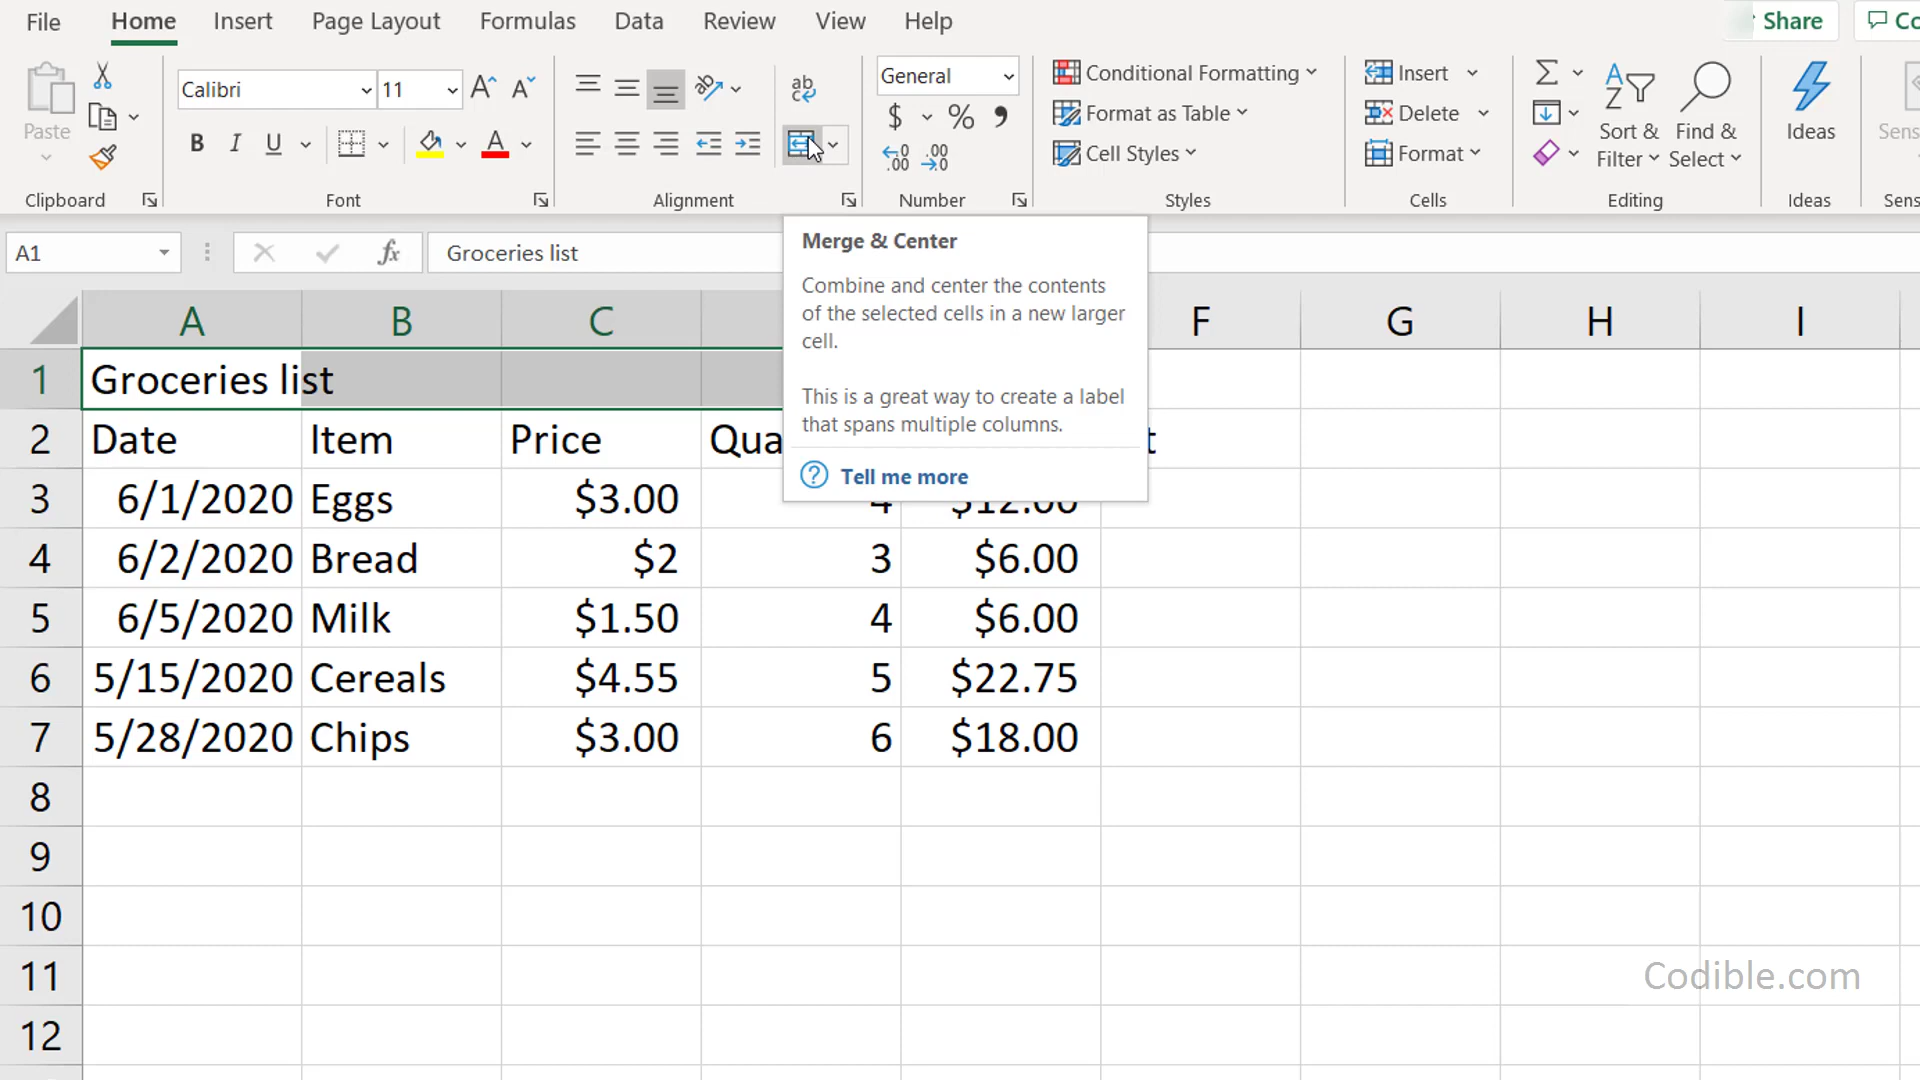 File Home Insert Page Layout Formulas Data Review View Help Share
Calibri 11 General Conditional Formatting Insert
Paste Format as Table Delete Sort & Find & Ideas
B I U $ % Cell Styles Format Filter Select
Clipboard Font Alignment Number Styles Cells Editing Ideas
A1 fx Groceries list
Merge & Center
Combine and center the contents
of the selected cells in a new larger
cell.
This is a great way to create a label
that spans multiple columns.
Tell me more
A B C F G H I
1 Groceries list
2 Date Item Price
3 6/1/2020 Eggs $3.00 4 $12.00
4 6/2/2020 Bread $2 3 $6.00
5 6/5/2020 Milk $1.50 4 $6.00
6 5/15/2020 Cereals $4.55 5 $22.75
7 5/28/2020 Chips $3.00 6 $18.00
8
9
10
11
Codible.com
12